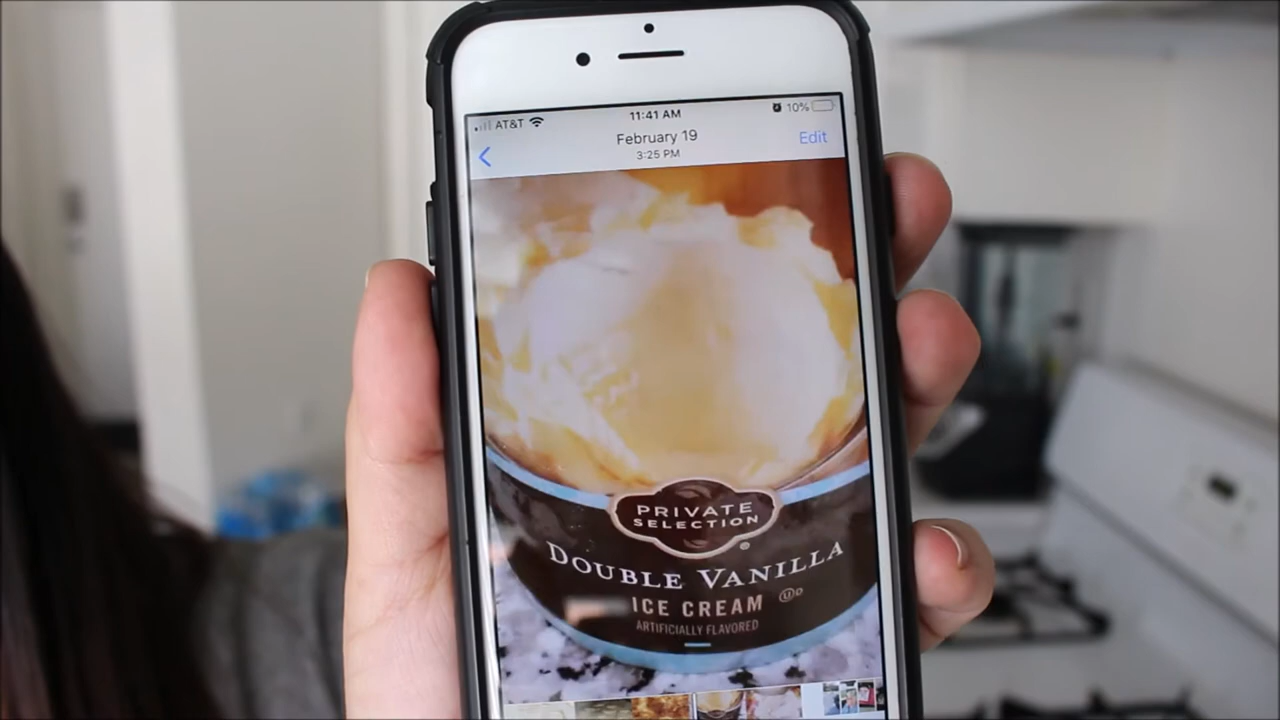 AT&T 11:41 AM 10%
February 19 Edit
3:25 PM
PRIVATE
SELECTION
®
DOUBLE VANILLA
ICE CREAM Ⓤ D
ARTIFICIALLY FLAVORED